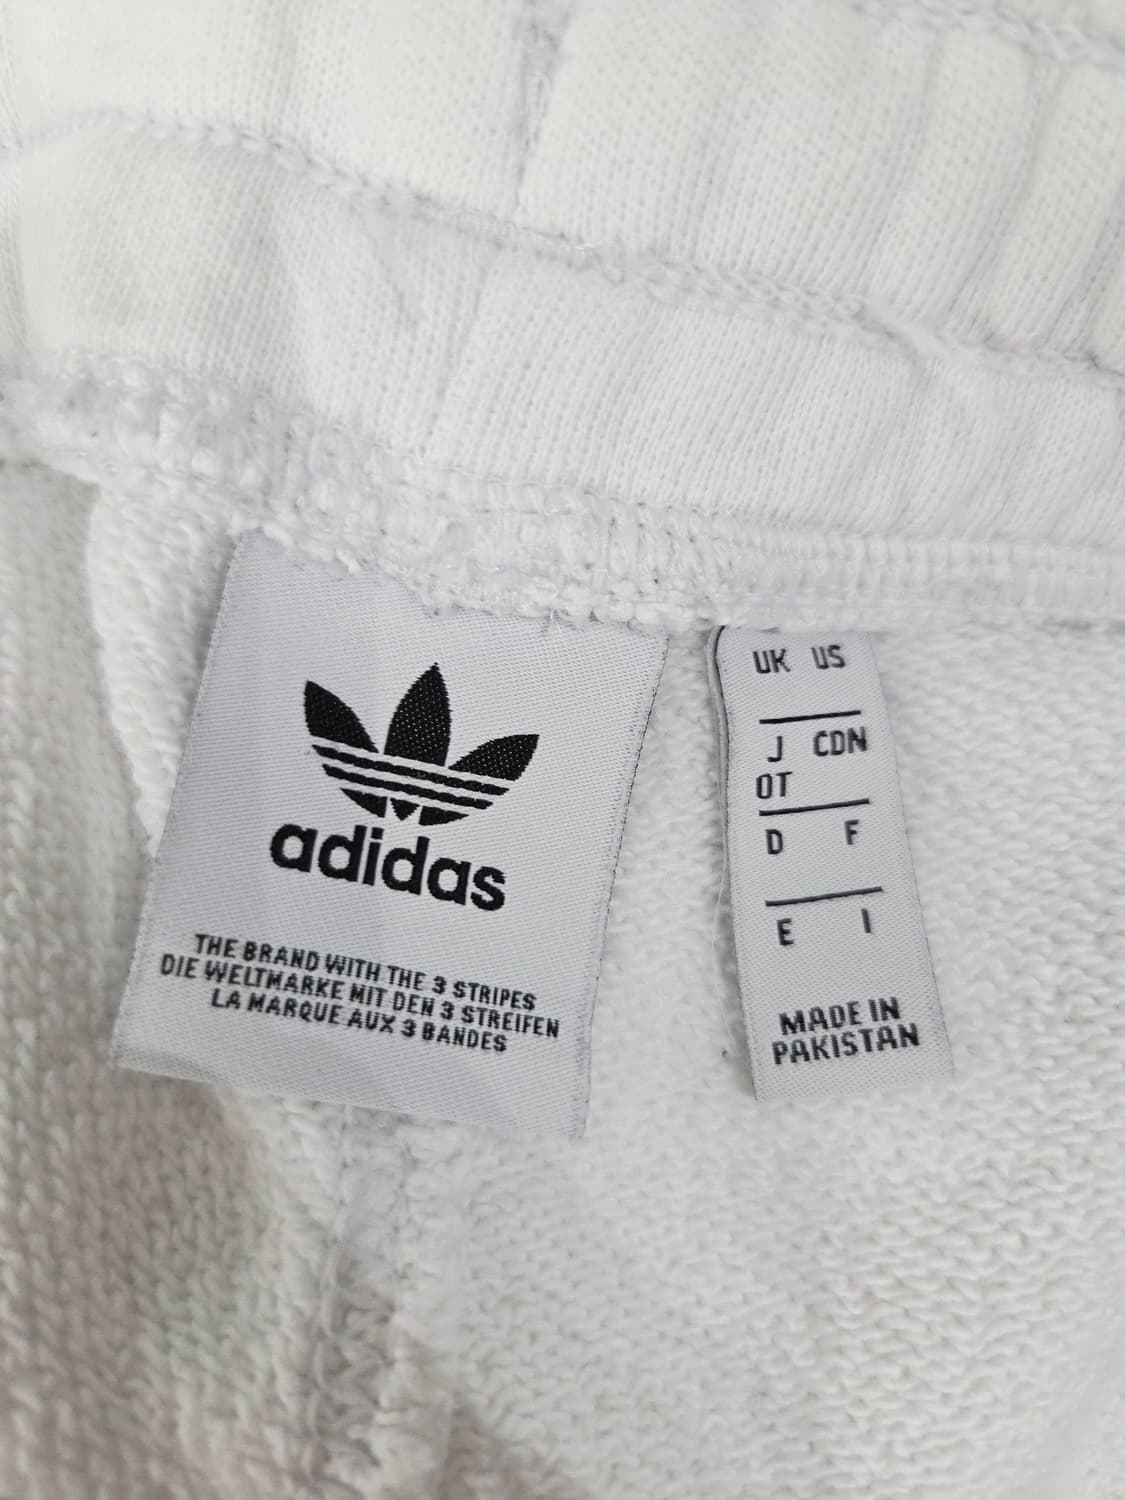 adidas
THE BRAND WITH THE 3 STRIPES
DIE WELTMARKE MIT DEN 3 STREIFEN
LA MARQUE AUX 3 BANDES
UK US
J CDN
OT
D F
E I
MADE IN
PAKISTAN